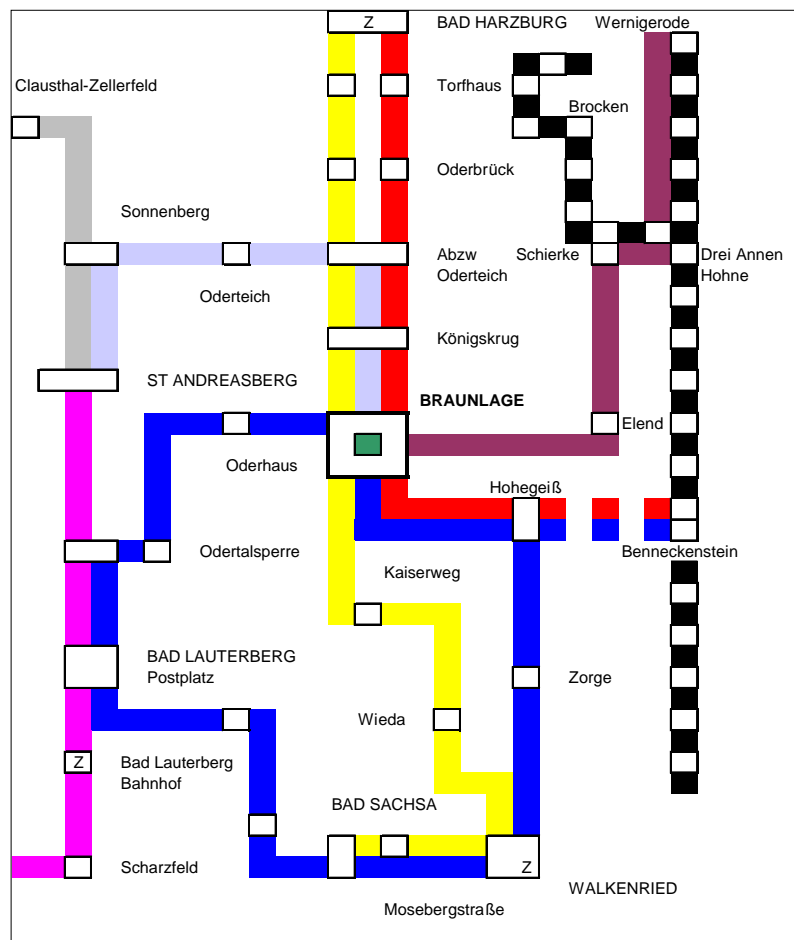 Z BAD HARZBURG Wernigerode
Clausthal-Zellerfeld
Torfhaus
Brocken
Oderbrück
Sonnenberg
Abzw
Oderteich
Schierke
Drei Annen
Hohne
Oderteich
Königskrug
ST ANDREASBERG
BRAUNLAGE
Elend
Oderhaus
Hohegeiß
Odertalsperre
Benneckenstein
Kaiserweg
BAD LAUTERBERG
Postplatz
Zorge
Wieda
Z
Bad Lauterberg
Bahnhof
BAD SACHSA
Scharzfeld
Z
WALKENRIED
Mosebergstraße